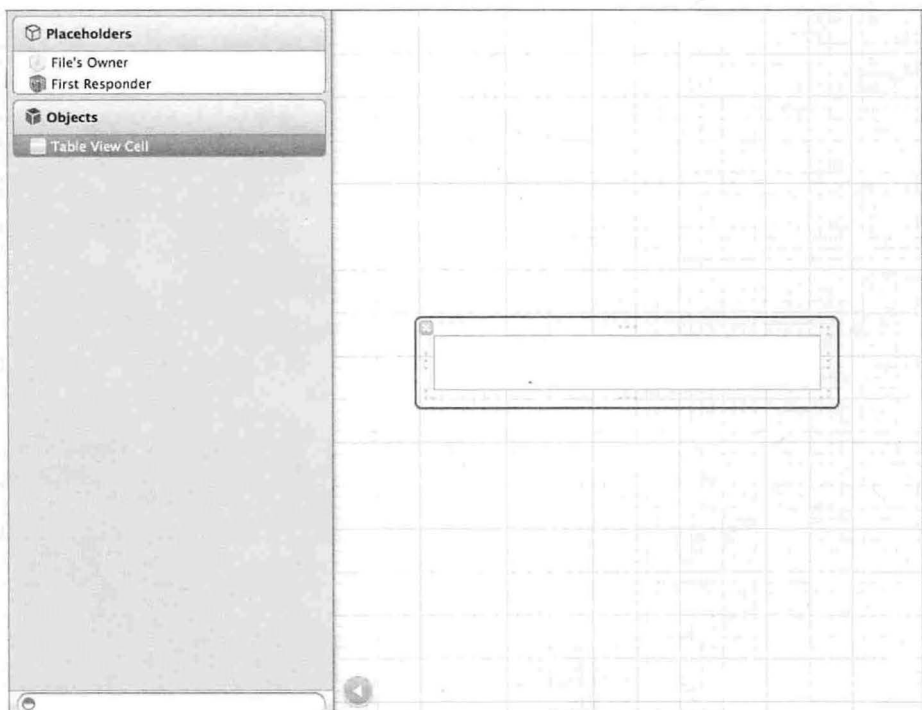 Placeholders
File's Owner
First Responder
Objects
Table View Cell